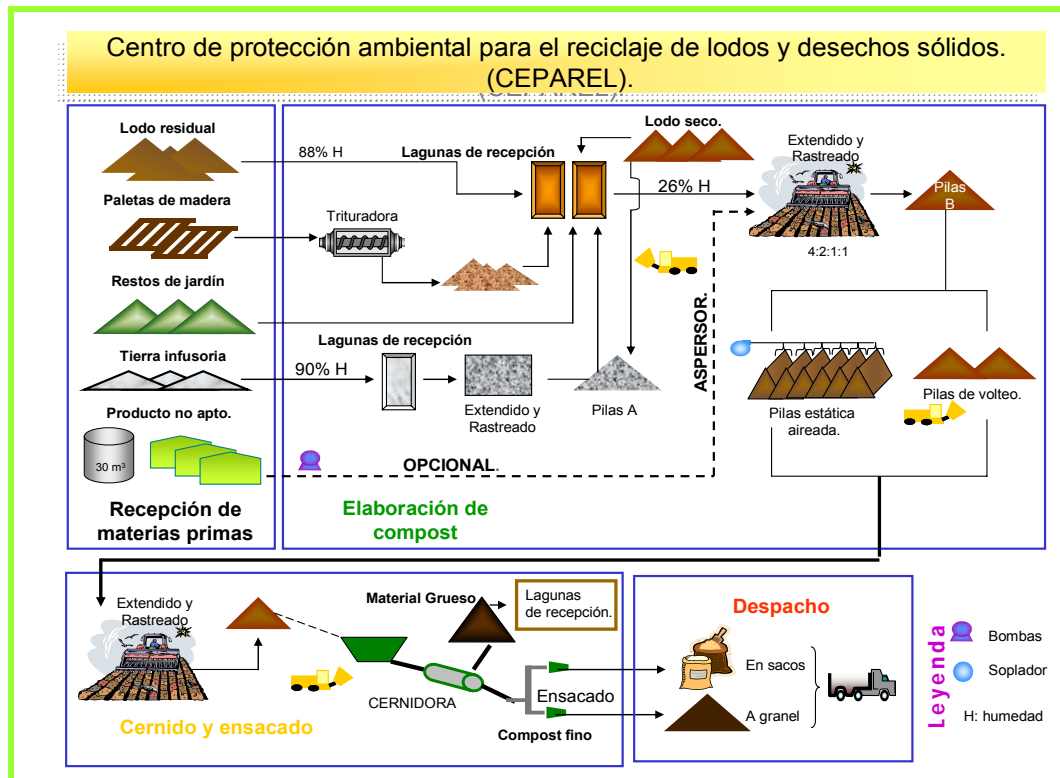 Centro de protección ambiental para el reciclaje de lodos y desechos sólidos.
(CEPAREL).
Lodo residual
Paletas de madera
Restos de jardín
Tierra infusoria
Producto no apto.
30 m³
Recepción de
materias primas
88% H
Lagunas de recepción
Trituradora
Lagunas de recepción
90% H
Extendido y
Rastreado
Pilas A
Lodo seco.
26% H
ASPERSOR.
OPCIONAL.
Extendido y
Rastreado
4:2:1:1
Pilas
B
Pilas estática
aireada.
Pilas de volteo.
Elaboración de
compost
Extendido y
Rastreado
Material Grueso
Lagunas
de recepción.
CERNIDORA
Ensacado
Compost fino
Cernido y ensacado
Despacho
En sacos
A granel
Leyenda
Bombas
Soplador
H: humedad